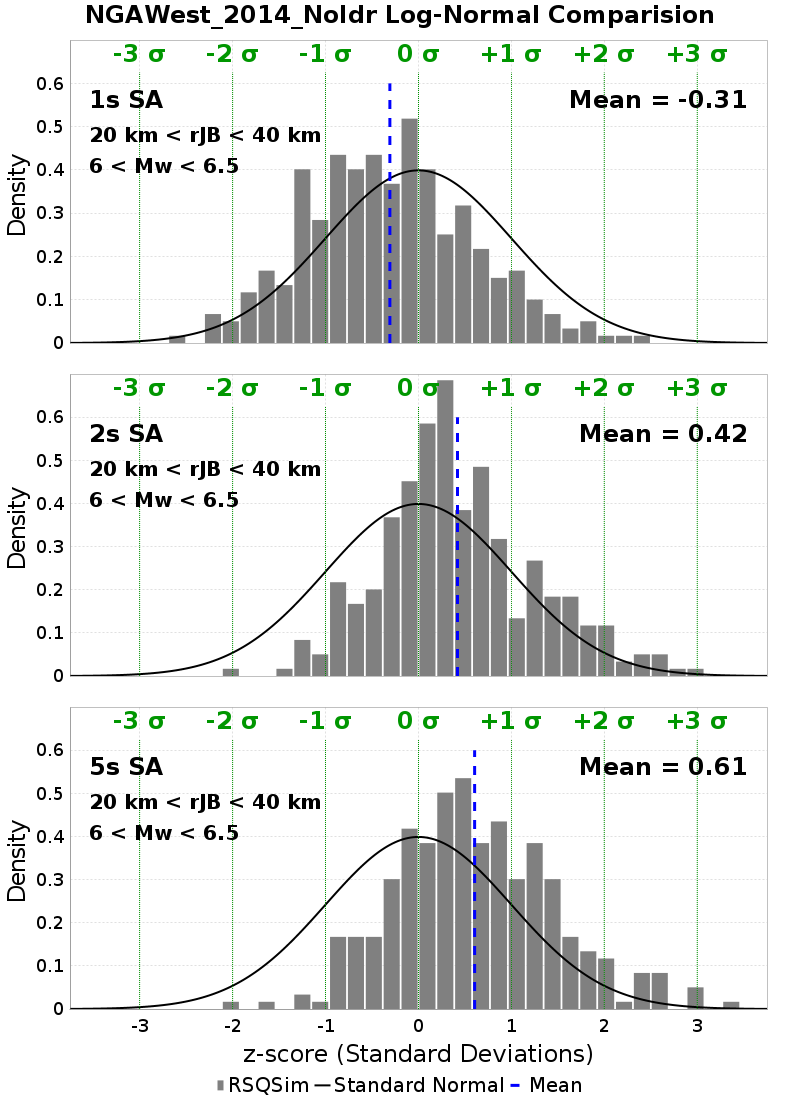 NGAWest_2014_NoIdr Log-Normal Comparision
-3 σ -2 σ -1 σ 0 σ +1 σ +2 σ +3 σ
1s SA Mean = -0.31
20 km < rJB < 40 km
6 < Mw < 6.5
0.6
0.5
0.4
0.3
0.2
0.1
0
Density
-3 σ -2 σ -1 σ 0 σ +1 σ +2 σ +3 σ
2s SA Mean = 0.42
20 km < rJB < 40 km
6 < Mw < 6.5
0.6
0.5
0.4
0.3
0.2
0.1
0
Density
-3 σ -2 σ -1 σ 0 σ +1 σ +2 σ +3 σ
5s SA Mean = 0.61
20 km < rJB < 40 km
6 < Mw < 6.5
0.6
0.5
0.4
0.3
0.2
0.1
0
Density
-3 -2 -1 0 1 2 3
z-score (Standard Deviations)
RSQSim Standard Normal Mean